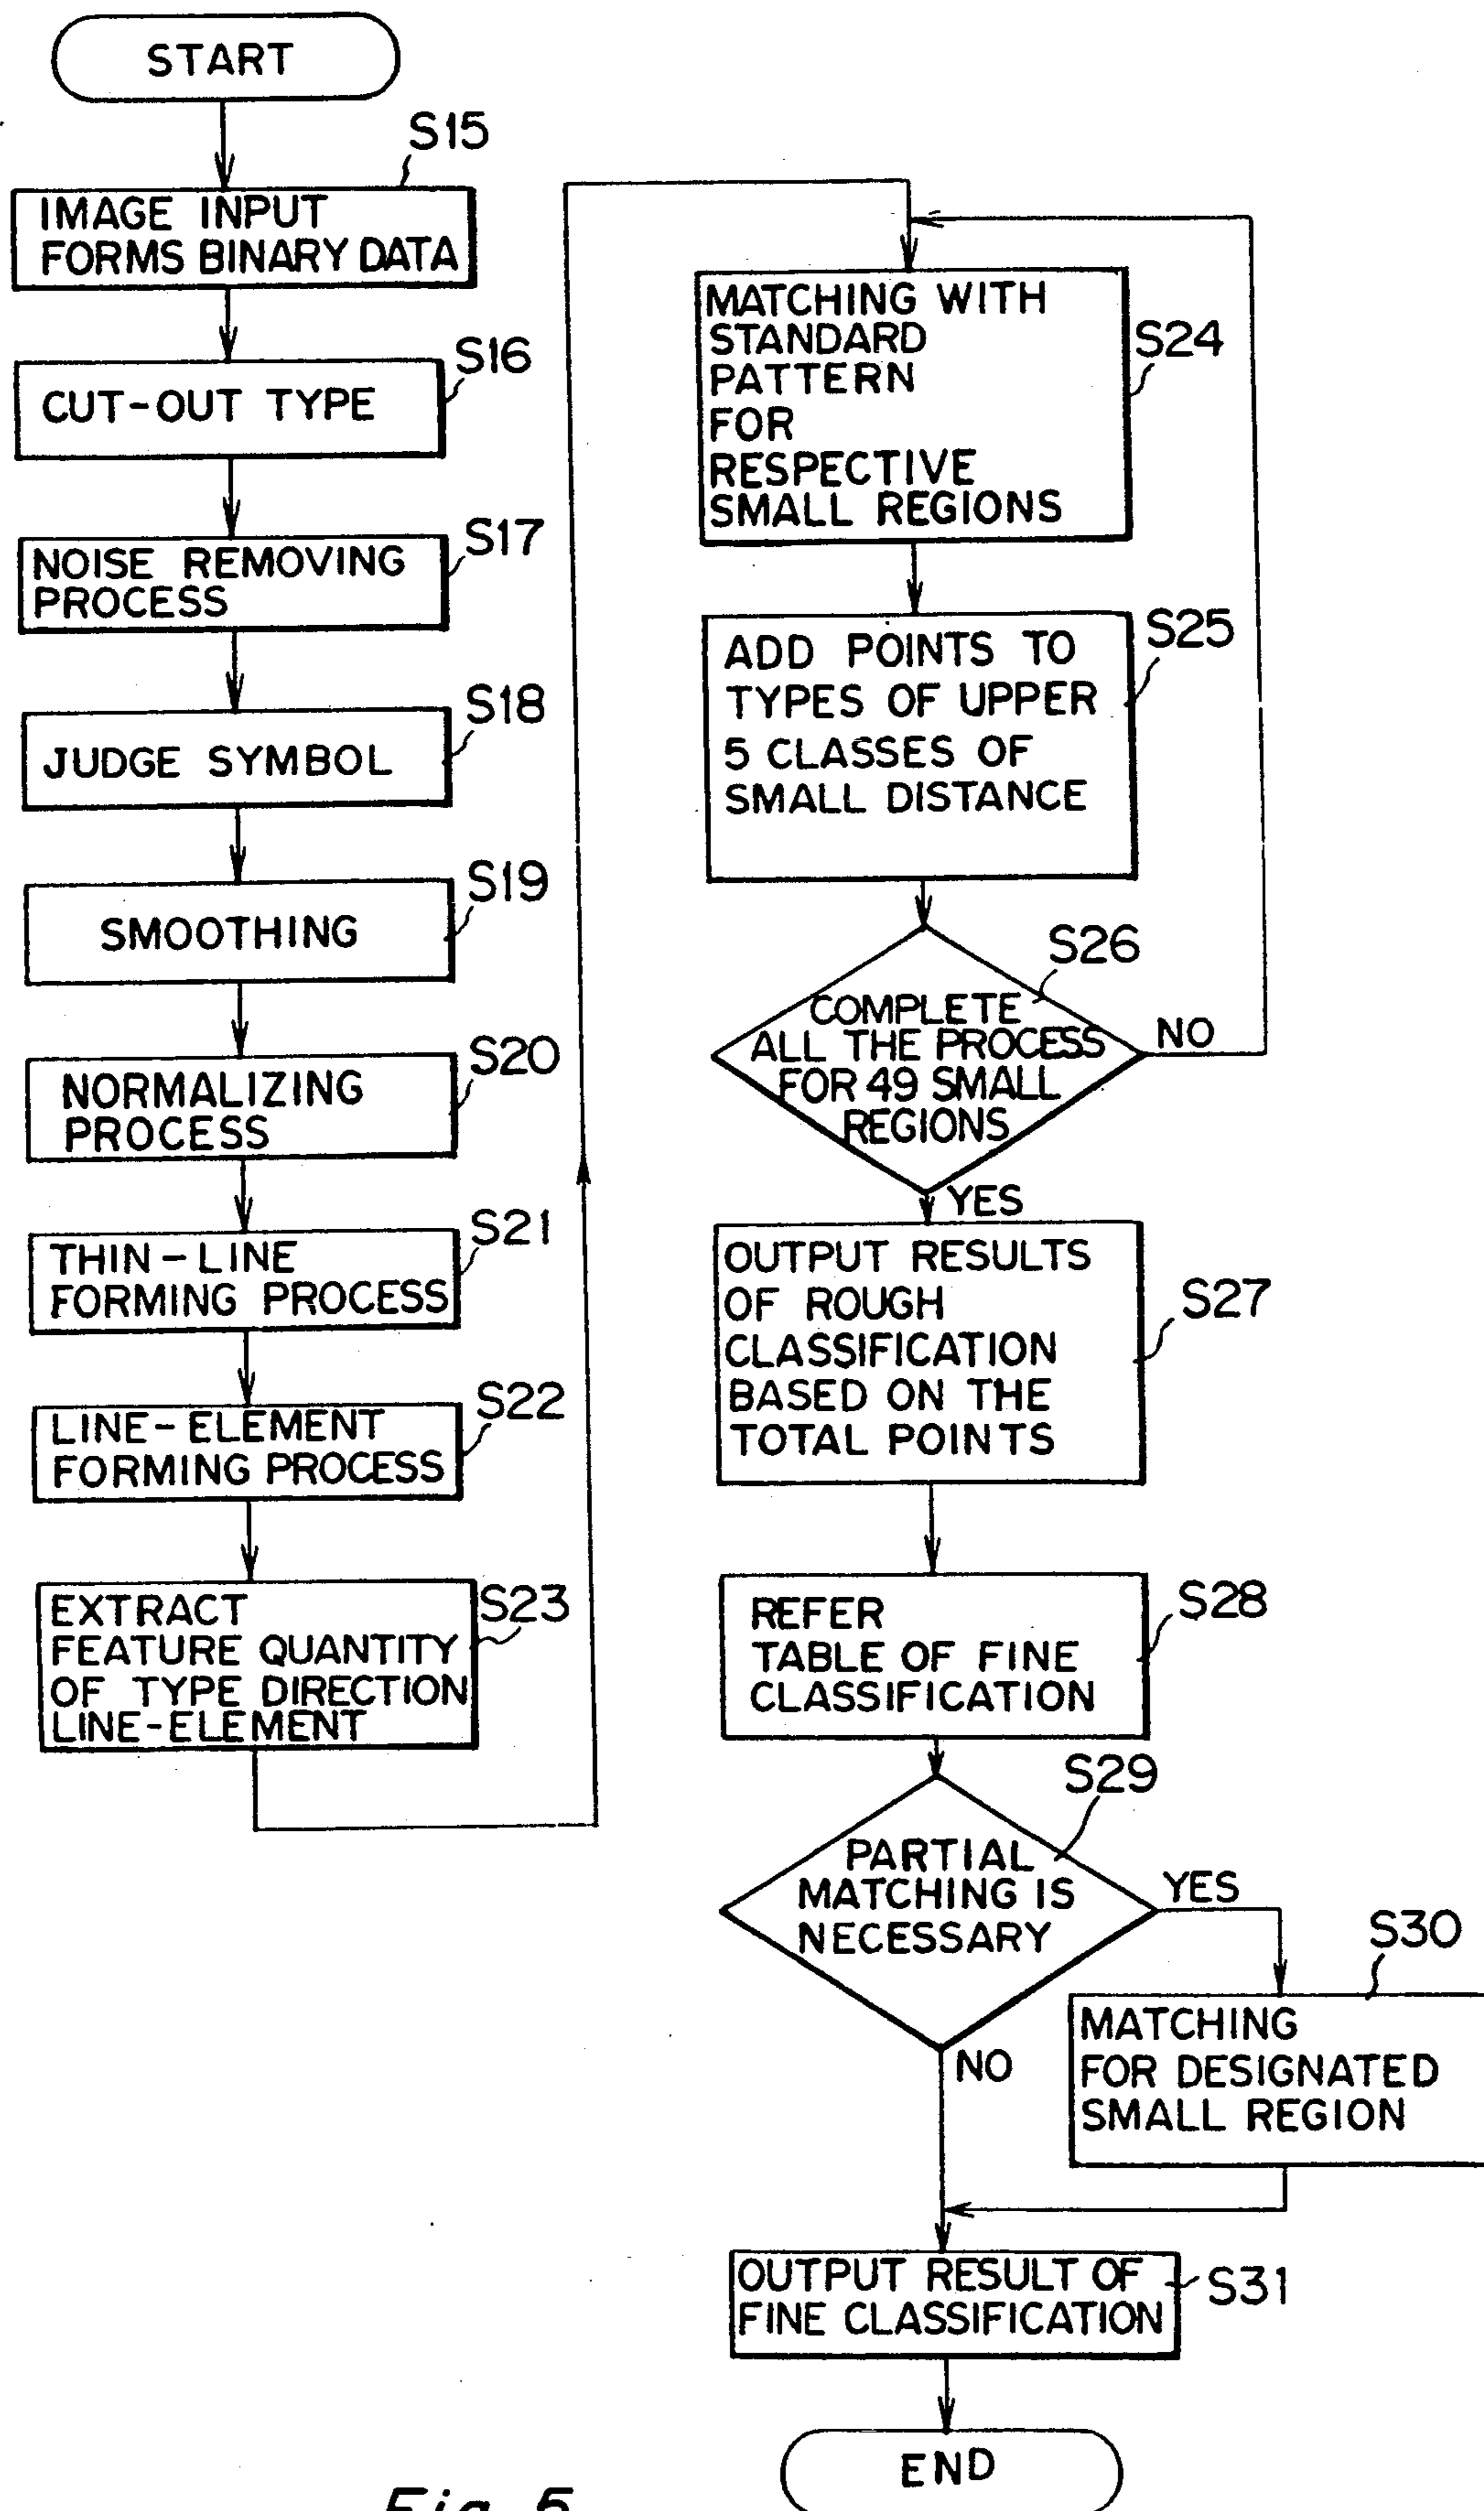 START
S15
IMAGE INPUT
FORMS BINARY DATA
S16
CUT-OUT TYPE
S17
NOISE REMOVING
PROCESS
S18
JUDGE SYMBOL
S19
SMOOTHING
S20
NORMALIZING
PROCESS
S21
THIN-LINE
FORMING PROCESS
S22
LINE-ELEMENT
FORMING PROCESS
S23
EXTRACT
FEATURE QUANTITY
OF TYPE DIRECTION
LINE-ELEMENT
S24
MATCHING WITH
STANDARD
PATTERN
FOR
RESPECTIVE
SMALL REGIONS
S25
ADD POINTS TO
TYPES OF UPPER
5 CLASSES OF
SMALL DISTANCE
S26
COMPLETE
ALL THE PROCESS
FOR 49 SMALL
REGIONS
NO
YES
S27
OUTPUT RESULTS
OF ROUGH
CLASSIFICATION
BASED ON THE
TOTAL POINTS
S28
REFER
TABLE OF FINE
CLASSIFICATION
S29
PARTIAL
MATCHING IS
NECESSARY
YES
NO
S30
MATCHING
FOR DESIGNATED
SMALL REGION
S31
OUTPUT RESULT OF
FINE CLASSIFICATION
END
Fig. 5